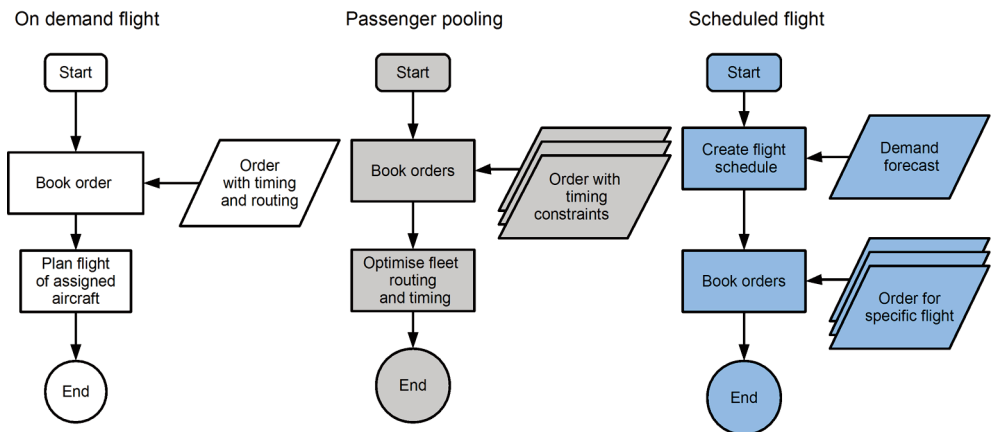 On demand flight
Start
Book order
Order
with timing
and routing
Plan flight
of assigned
aircraft
End
Passenger pooling
Start
Book orders
Order with
timing
constraints
Optimise fleet
routing
and timing
End
Scheduled flight
Start
Create flight
schedule
Demand
forecast
Book orders
Order for
specific flight
End